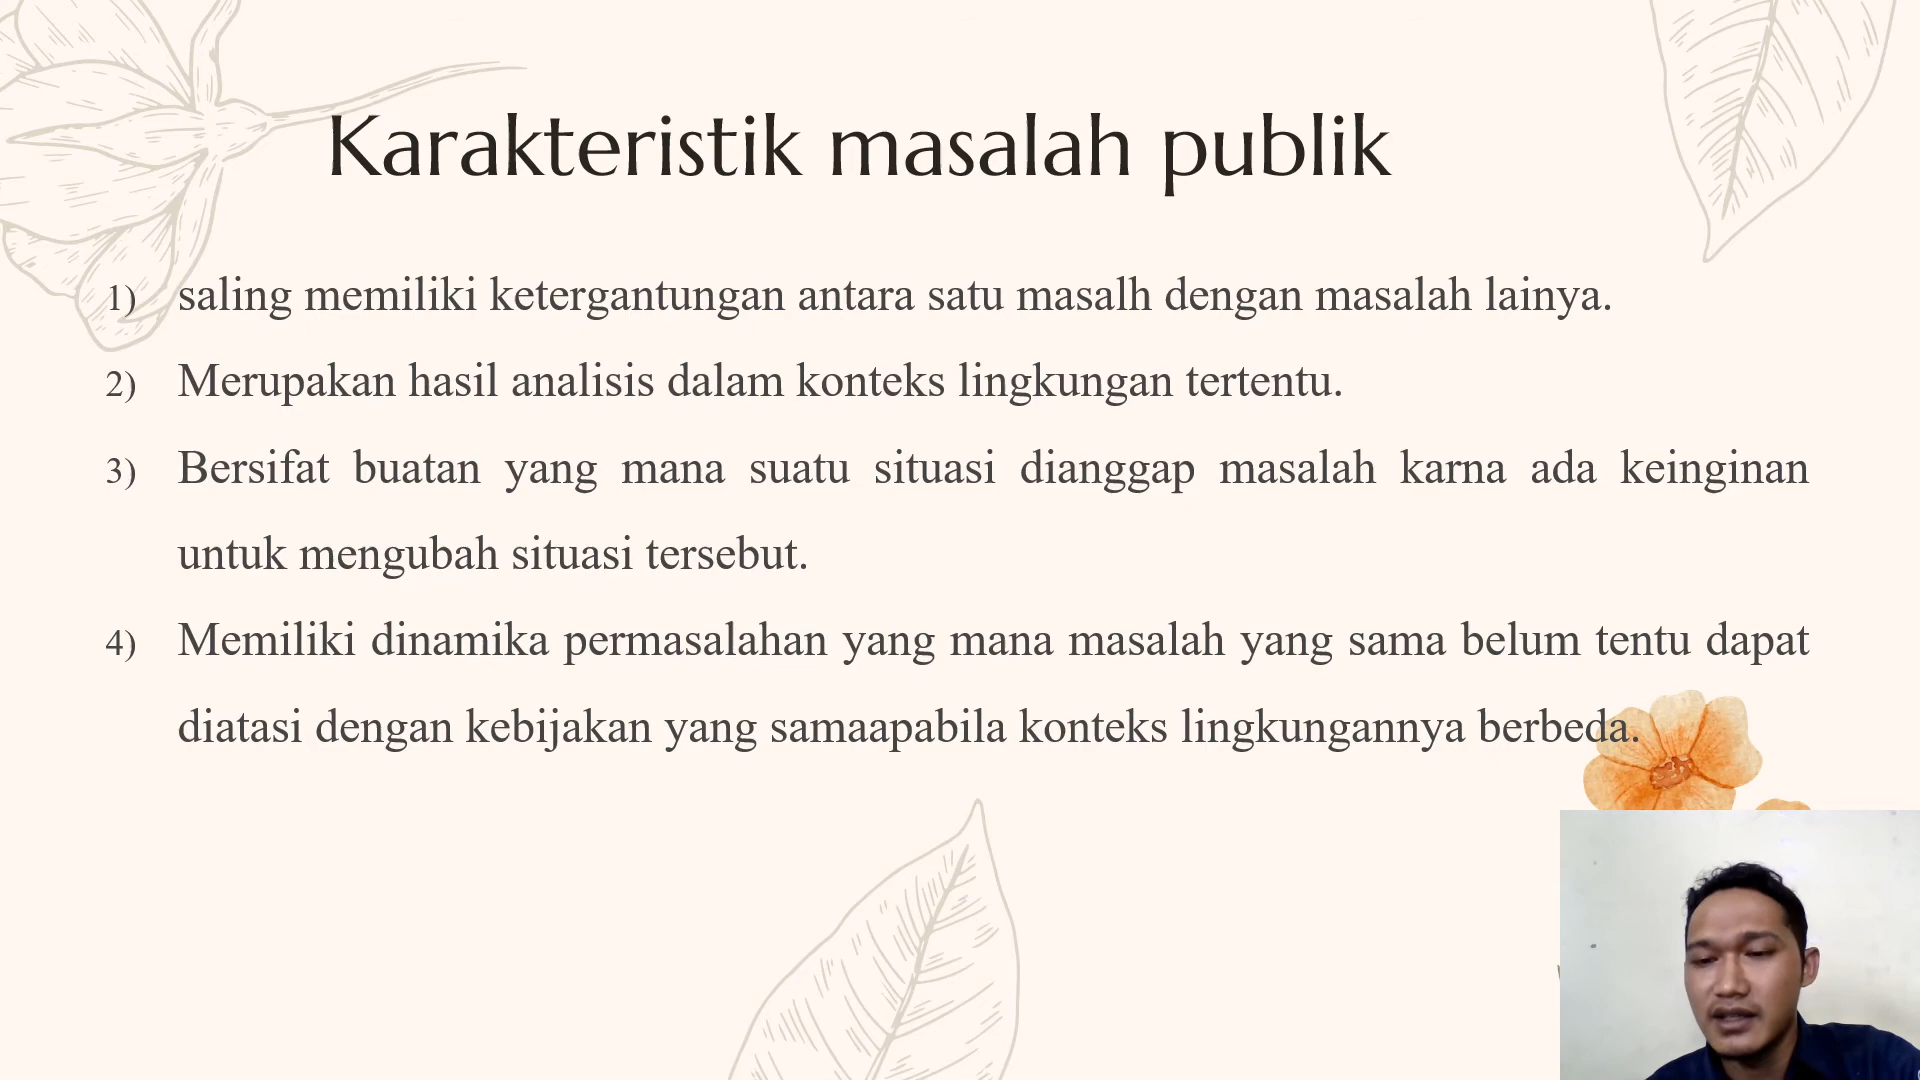 Karakteristik masalah publik
1) saling memiliki ketergantungan antara satu masalh dengan masalah lainya.
2) Merupakan hasil analisis dalam konteks lingkungan tertentu.
3) Bersifat buatan yang mana suatu situasi dianggap masalah karna ada keinginan
untuk mengubah situasi tersebut.
4) Memiliki dinamika permasalahan yang mana masalah yang sama belum tentu dapat
diatasi dengan kebijakan yang samaapabila konteks lingkungannya berbeda.